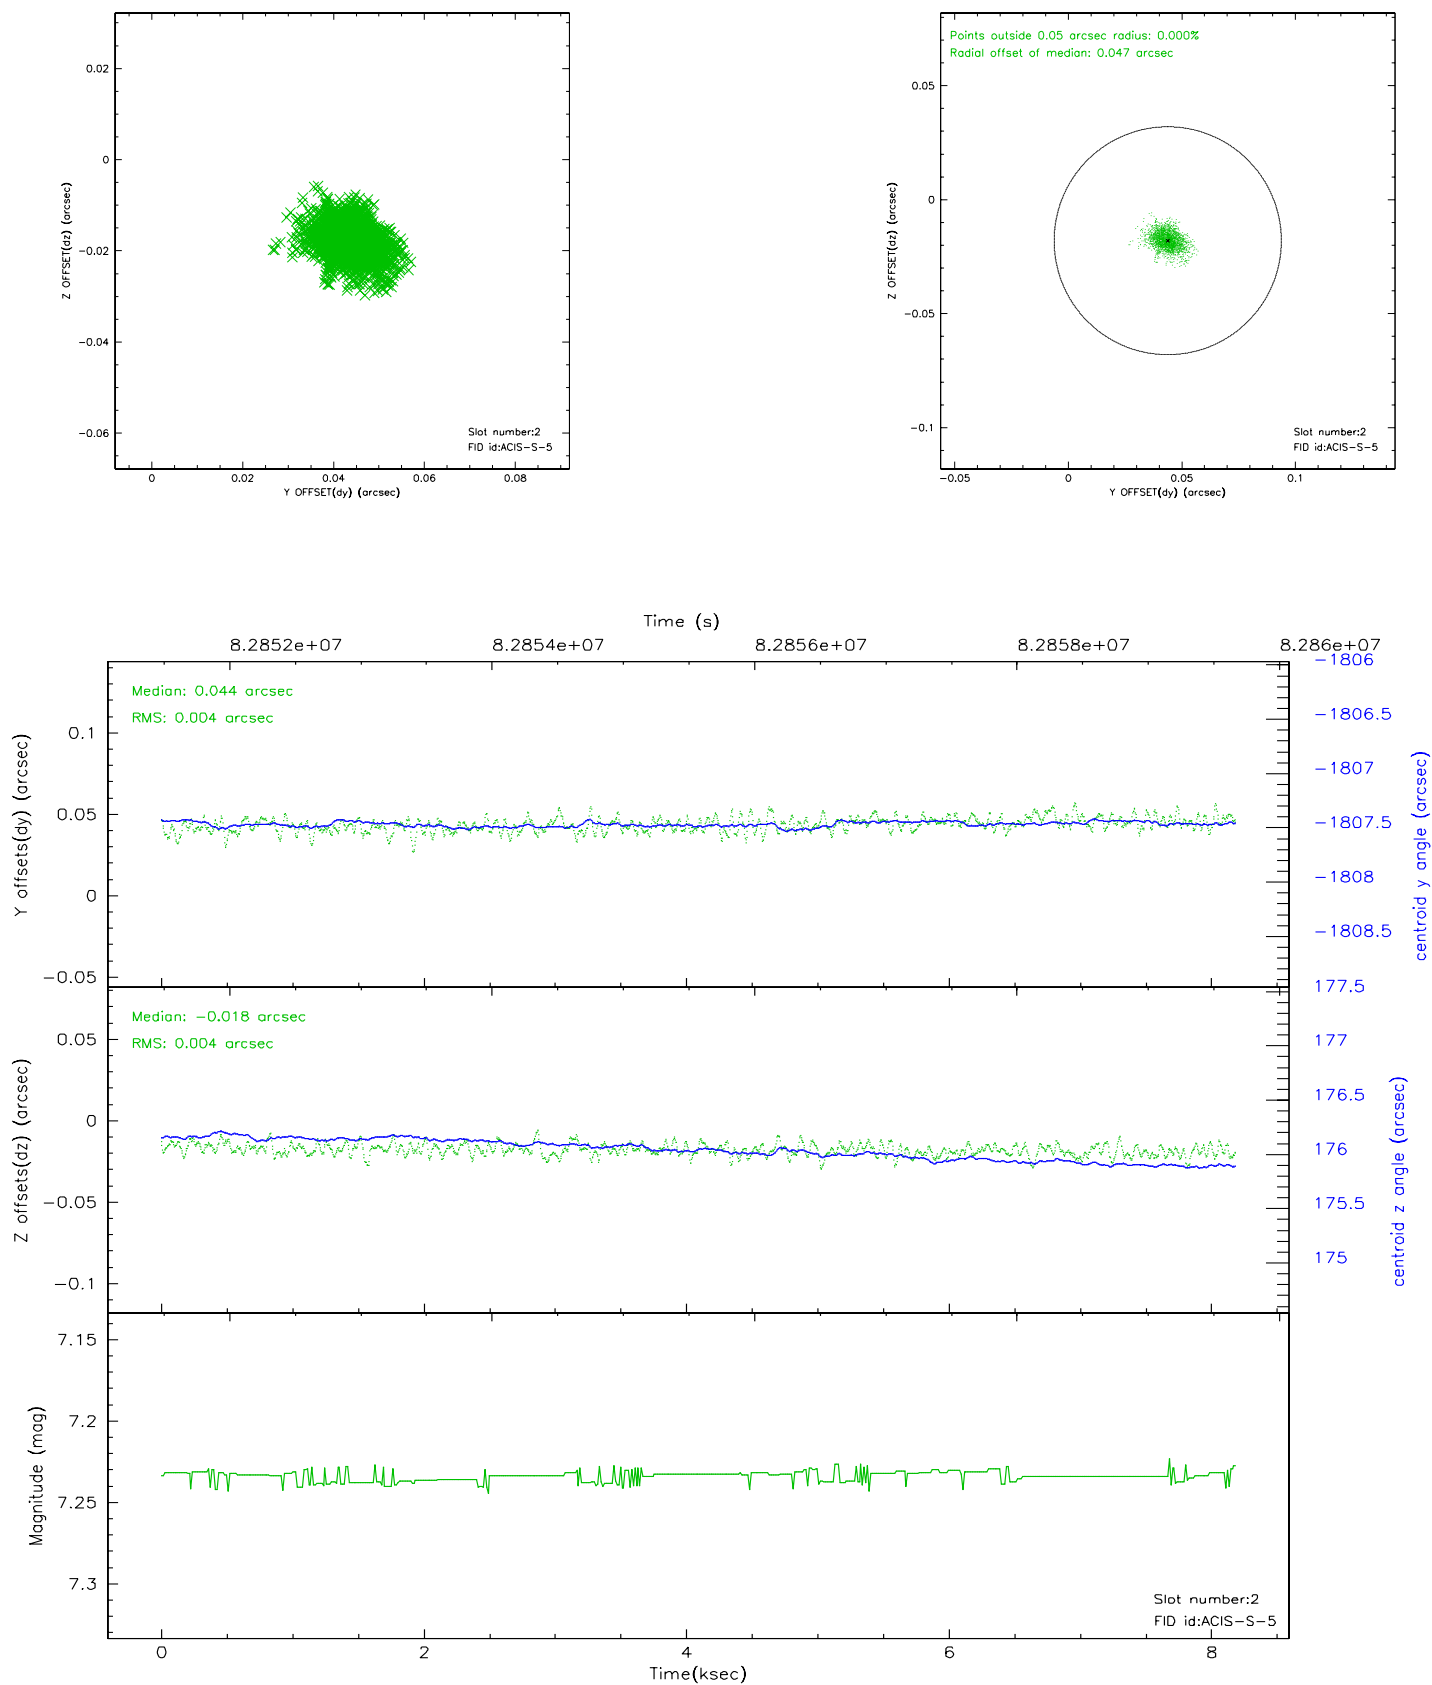 0.02
0
-0.02
-0.04
-0.06
Z OFFSET(dz) (arcsec)
0
0.02
0.04
0.06
0.08
Y OFFSET(dy) (arcsec)
Slot number:2
FID id:ACIS-S-5
Points outside 0.05 arcsec radius: 0.000%
Radial offset of median: 0.047 arcsec
0.05
0
-0.05
-0.1
Z OFFSET(dz) (arcsec)
-0.05
0
0.05
0.1
Y OFFSET(dy) (arcsec)
Slot number:2
FID id:ACIS-S-5
Time (s)
8.2852e+07
8.2854e+07
8.2856e+07
8.2858e+07
8.286e+07
Median: 0.044 arcsec
RMS: 0.004 arcsec
0.1
0.05
0
-0.05
Y offsets(dy) (arcsec)
-1806
-1806.5
-1807
-1807.5
-1808
-1808.5
centroid y angle (arcsec)
Median: -0.018 arcsec
RMS: 0.004 arcsec
0.05
0
-0.05
-0.1
Z offsets(dz) (arcsec)
177.5
177
176.5
176
175.5
175
centroid z angle (arcsec)
7.15
7.2
7.25
7.3
Magnitude (mag)
Slot number:2
FID id:ACIS-S-5
0
2
4
6
8
Time(ksec)